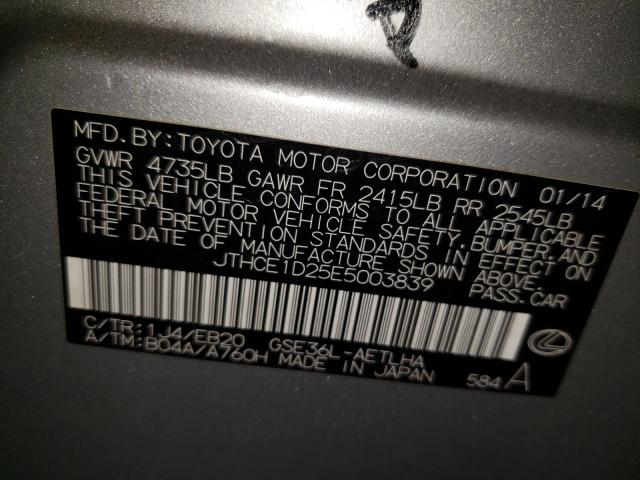 MFD. BY: TOYOTA MOTOR CORPORATION 01/14
GVWR 4735LB GAWR FR 2415LB RR 2545LB
THIS VEHICLE CONFORMS TO ALL APPLICABLE
FEDERAL MOTOR VEHICLE SAFETY, BUMPER, AND
THEFT PREVENTION STANDARDS IN EFFECT ON
THE DATE OF MANUFACTURE SHOWN ABOVE.
JTHCE1D25E5003839 PASS. CAR
C/TR: 1J4/EB20 GSE36L-AETLHA
A/TM: B04A/A760H MADE IN JAPAN 584 A